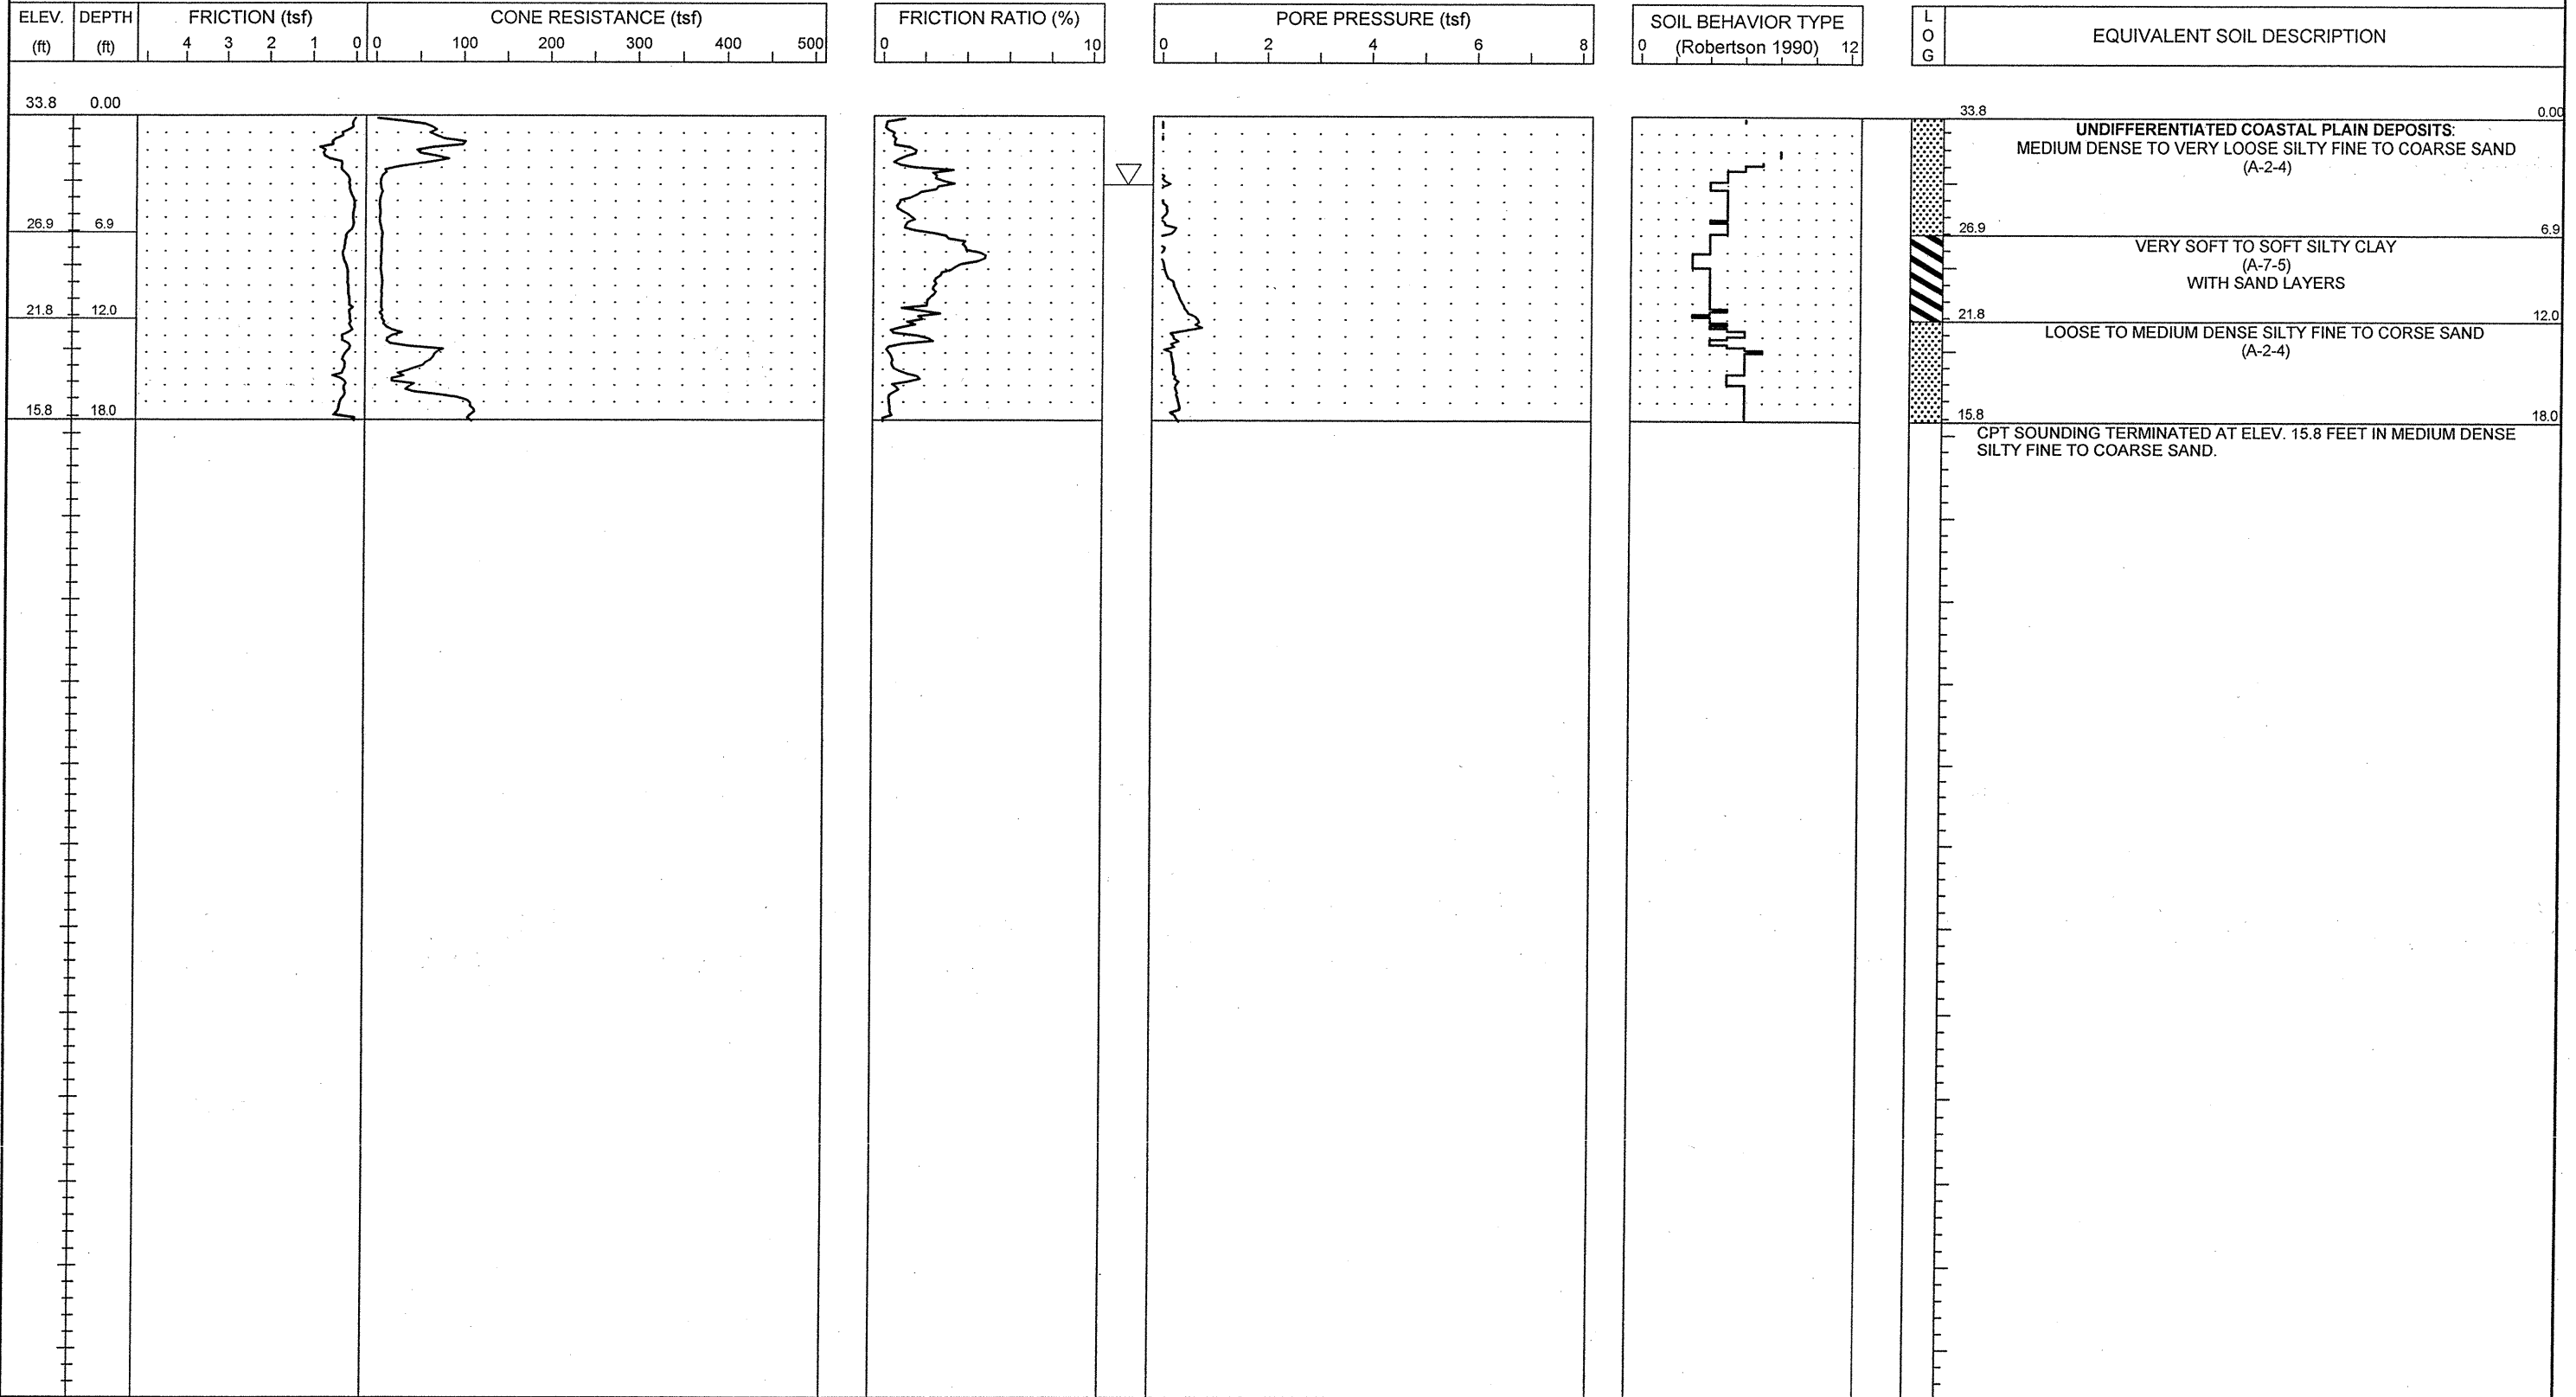 ELEV.
(ft)
DEPTH
(ft)
FRICTION (tsf)
4 3 2 1 0
CONE RESISTANCE (tsf)
0 100 200 300 400 500
FRICTION RATIO (%)
0 10
PORE PRESSURE (tsf)
0 2 4 6 8
SOIL BEHAVIOR TYPE
0 (Robertson 1990) 12
L
O
G
EQUIVALENT SOIL DESCRIPTION
33.8 0.00
26.9 6.9
21.8 12.0
15.8 18.0
33.8 0.00
UNDIFFERENTIATED COASTAL PLAIN DEPOSITS:
MEDIUM DENSE TO VERY LOOSE SILTY FINE TO COARSE SAND
(A-2-4)
26.9 6.9
VERY SOFT TO SOFT SILTY CLAY
(A-7-5)
WITH SAND LAYERS
21.8 12.0
LOOSE TO MEDIUM DENSE SILTY FINE TO CORSE SAND
(A-2-4)
15.8 18.0
CPT SOUNDING TERMINATED AT ELEV. 15.8 FEET IN MEDIUM DENSE
SILTY FINE TO COARSE SAND.